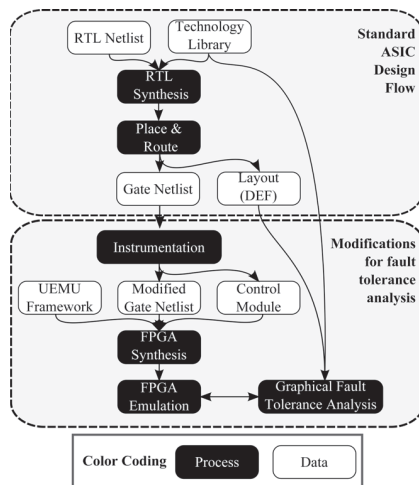 RTL Netlist
Technology
Library
Standard
ASIC
Design
Flow
RTL
Synthesis
Place &
Route
Gate Netlist
Layout
(DEF)
Instrumentation
Modifications
for fault
tolerance
analysis
UEMU
Framework
Modified
Gate Netlist
Control
Module
FPGA
Synthesis
FPGA
Emulation
Graphical Fault
Tolerance Analysis
Color Coding
Process
Data